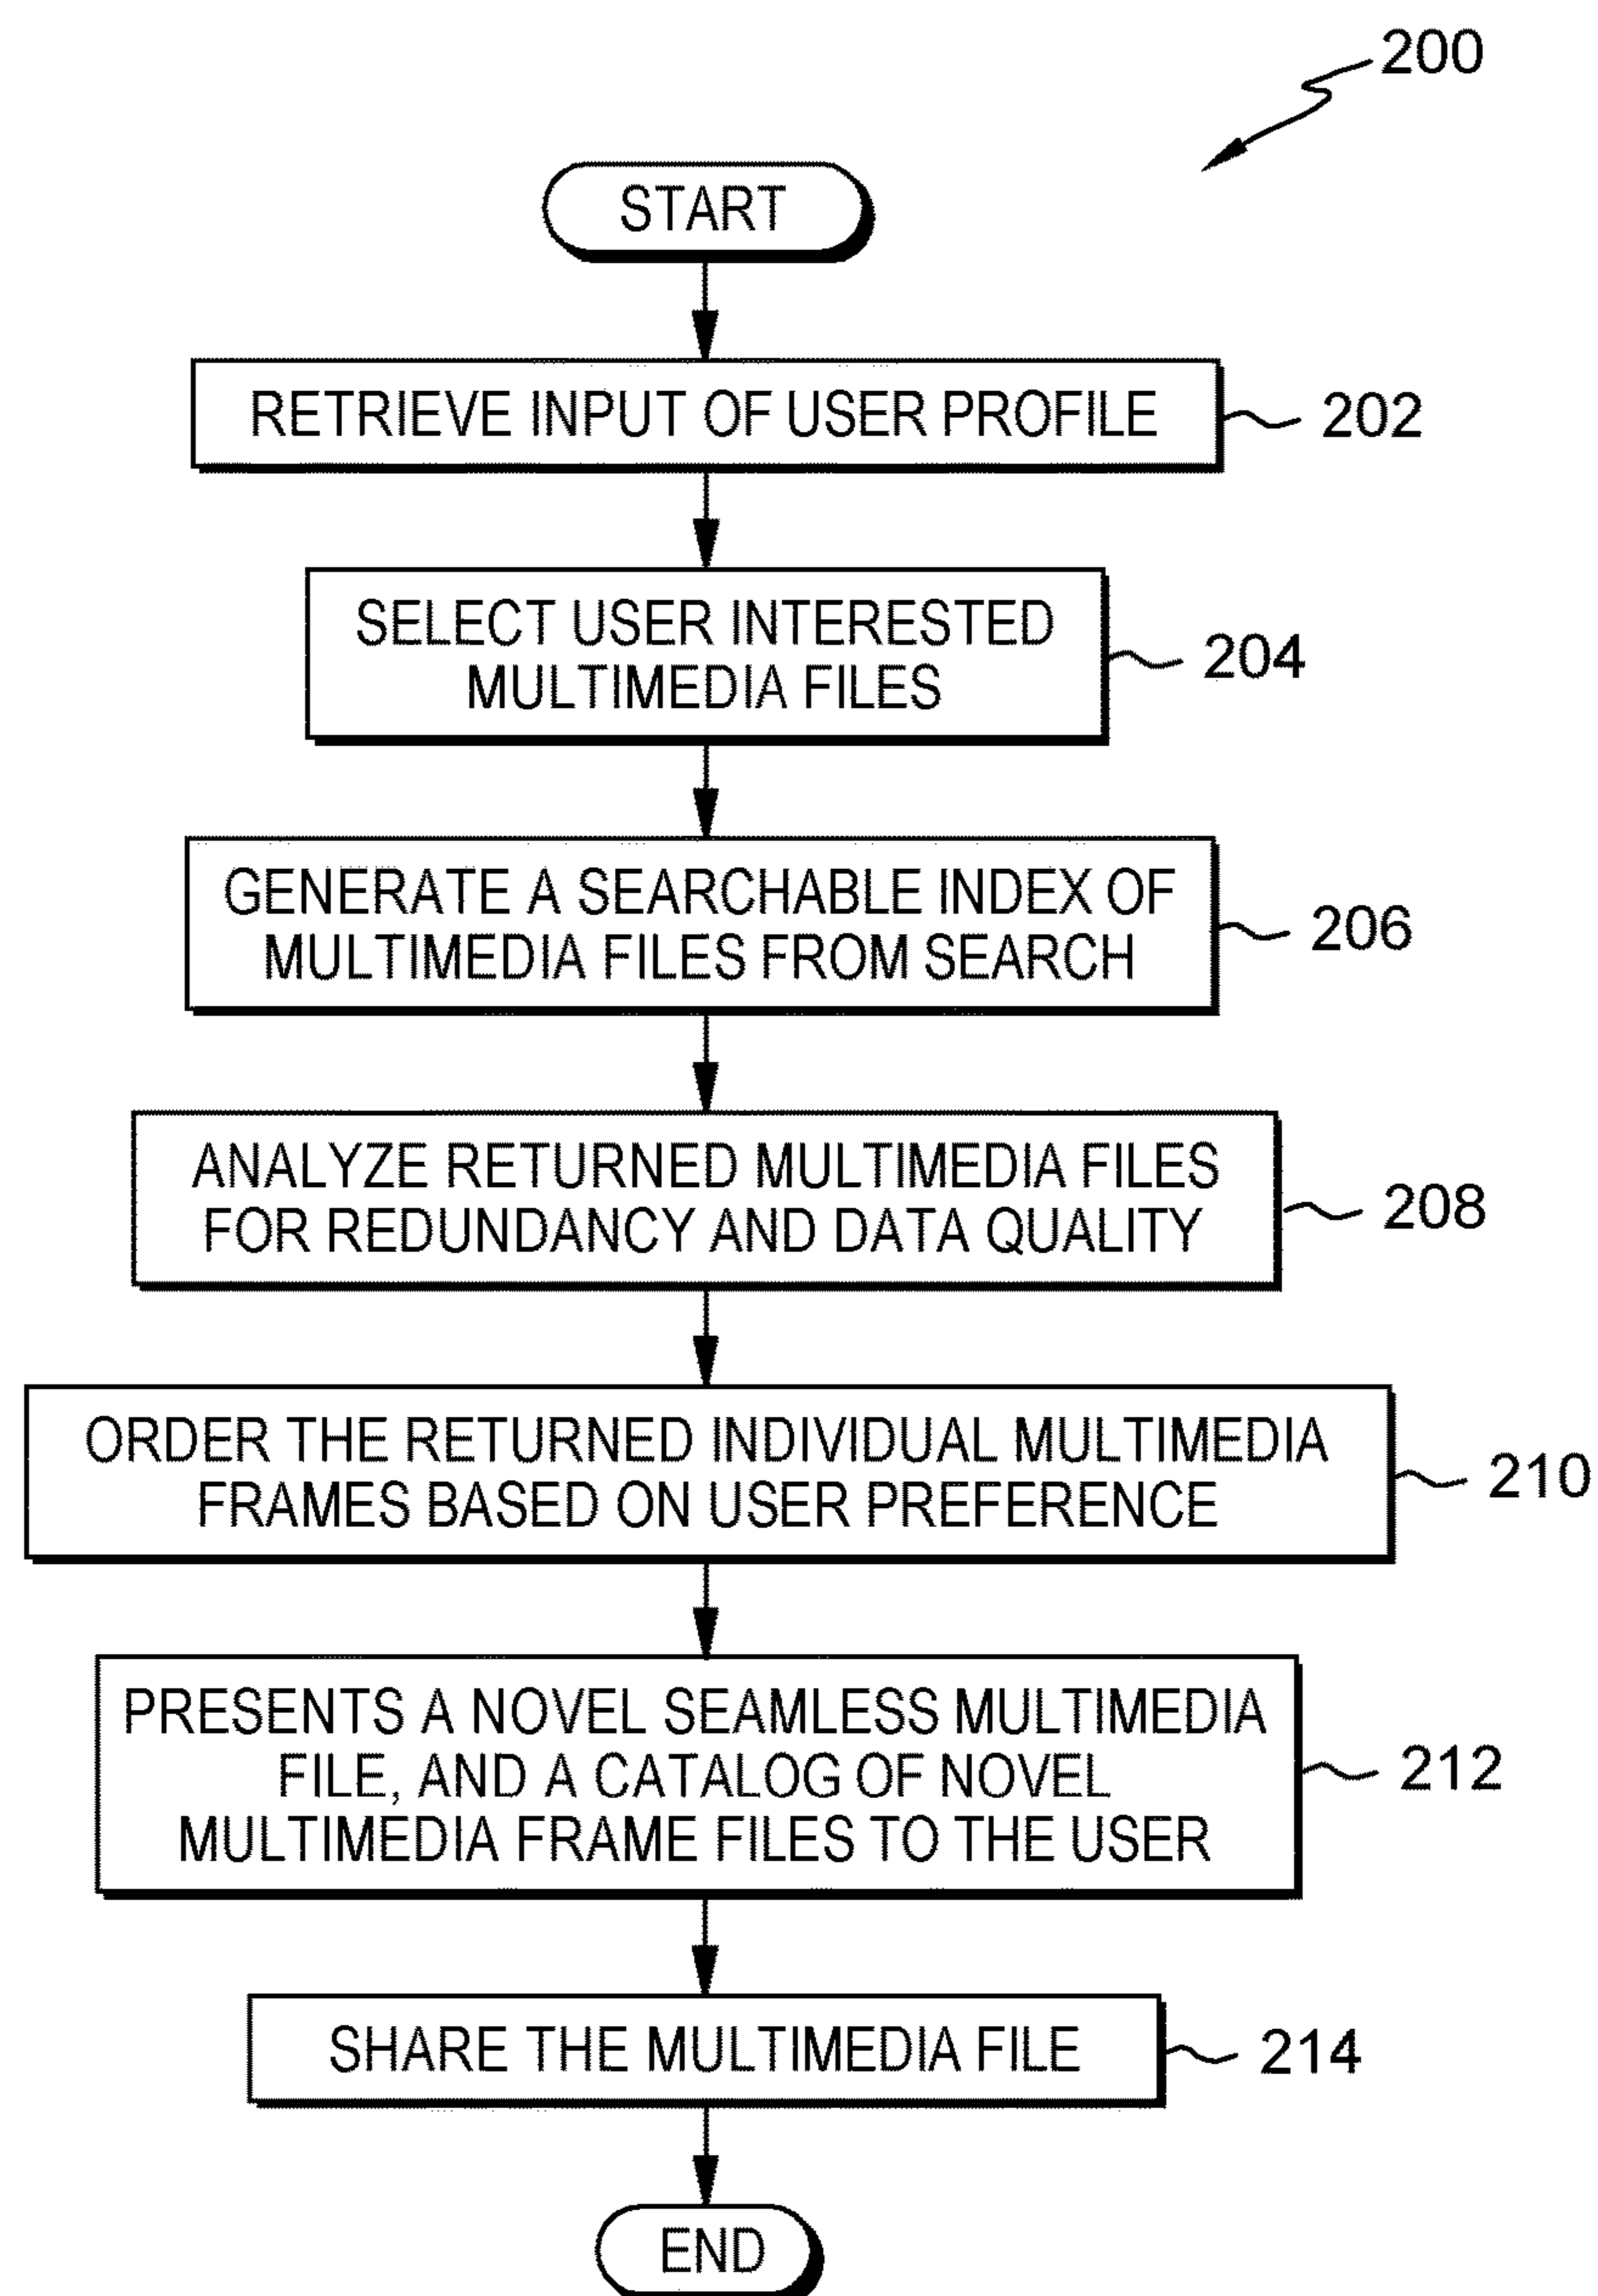 200
START
RETRIEVE INPUT OF USER PROFILE
202
SELECT USER INTERESTED
MULTIMEDIA FILES
204
GENERATE A SEARCHABLE INDEX OF
MULTIMEDIA FILES FROM SEARCH
206
ANALYZE RETURNED MULTIMEDIA FILES
FOR REDUNDANCY AND DATA QUALITY
208
ORDER THE RETURNED INDIVIDUAL MULTIMEDIA
FRAMES BASED ON USER PREFERENCE
210
PRESENTS A NOVEL SEAMLESS MULTIMEDIA
FILE, AND A CATALOG OF NOVEL
MULTIMEDIA FRAME FILES TO THE USER
212
SHARE THE MULTIMEDIA FILE
214
END